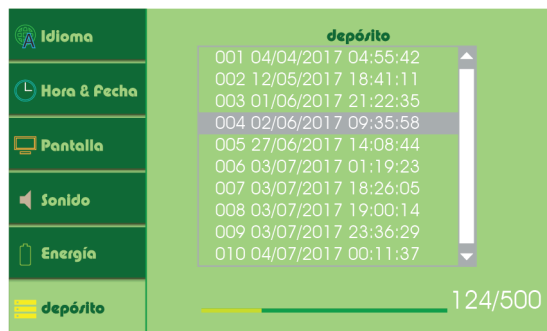 Idioma
Hora & Fecha
Pantalla
Sonido
Energía
depósito
depósito
001 04/04/2017 04:55:42
002 12/05/2017 18:41:11
003 01/06/2017 21:22:35
004 02/06/2017 09:35:58
005 27/06/2017 14:08:44
006 03/07/2017 01:19:23
007 03/07/2017 18:26:05
008 03/07/2017 19:00:14
009 03/07/2017 23:36:29
010 04/07/2017 00:11:37
124/500